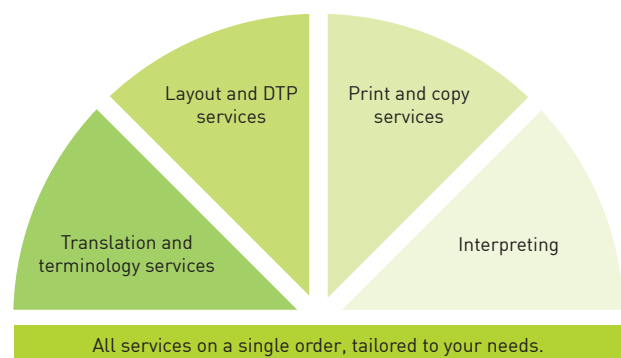 Layout and DTP
services
Print and copy
services
Translation and
terminology services
Interpreting
All services on a single order, tailored to your needs.